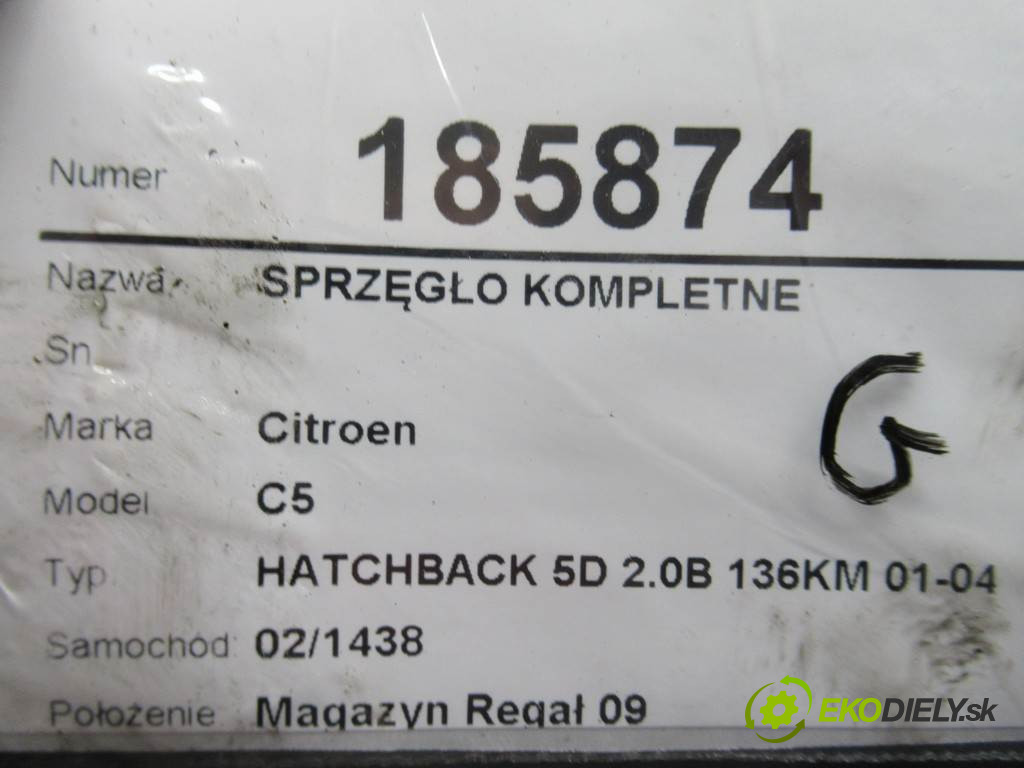 Numer 185874
Nazwa: SPRZĘGŁO KOMPLETNE
Sn
Marka Citroen
G
Model C5
Typ HATCHBACK 5D 2.0B 136KM 01-04
Samochód: 02/1438
Położenie Magazyn Regał 09
EKODIELY.sk